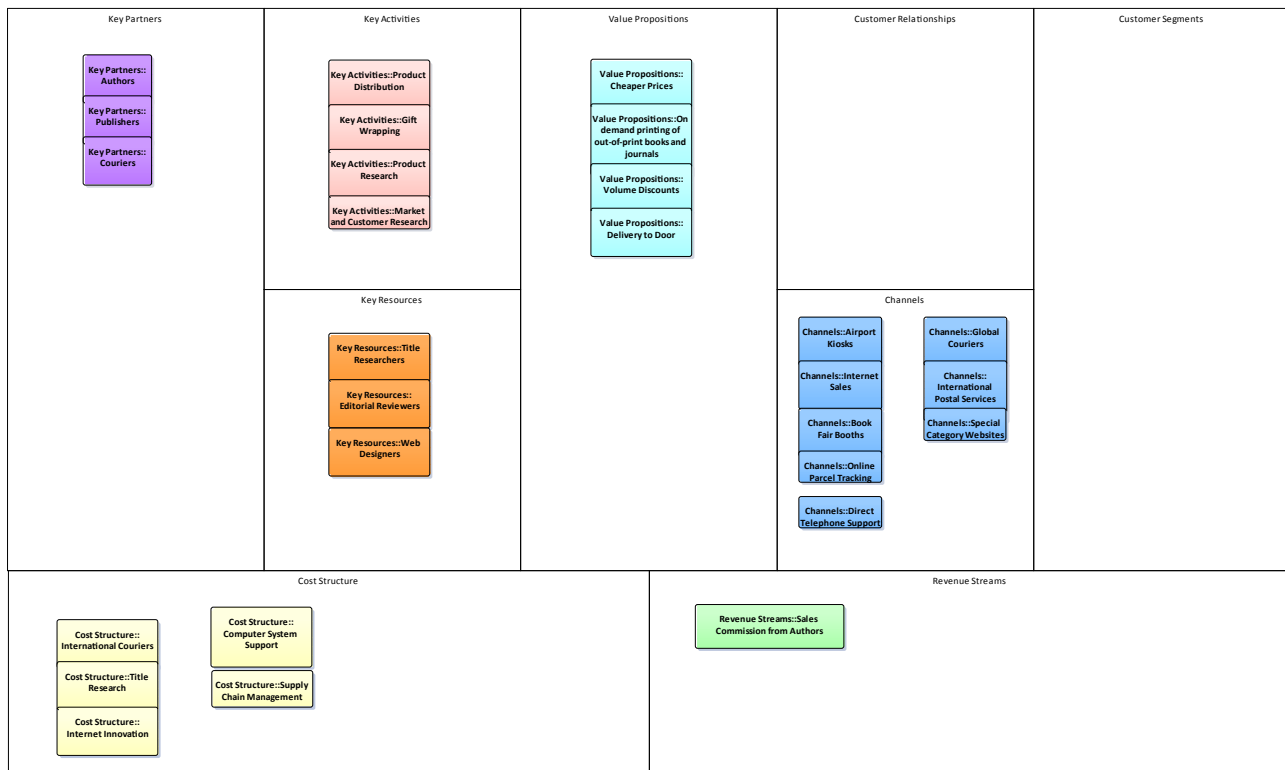 Key Partners
Key Partners::
Authors
Key Partners::
Publishers
Key Partners::
Couriers
Key Activities
Key Activities::Product
Distribution
Key Activities::Gift
Wrapping
Key Activities::Product
Research
Key Activities::Market
and Customer Research
Key Resources
Key Resources::Title
Researchers
Key Resources::
Editorial Reviewers
Key Resources::Web
Designers
Value Propositions
Value Propositions::
Cheaper Prices
Value Propositions::On
demand printing of
out-of-print books and
journals
Value Propositions::
Volume Discounts
Value Propositions::
Delivery to Door
Customer Relationships
Channels
Channels::Airport
Kiosks
Channels::Internet
Sales
Channels::Book
Fair Booths
Channels::Online
Parcel Tracking
Channels::Direct
Telephone Support
Channels::Global
Couriers
Channels::
International
Postal Services
Channels::Special
Category Websites
Customer Segments
Cost Structure
Cost Structure::
International Couriers
Cost Structure::Title
Research
Cost Structure::
Internet Innovation
Cost Structure::
Computer System
Support
Cost Structure::Supply
Chain Management
Revenue Streams
Revenue Streams::Sales
Commission from Authors